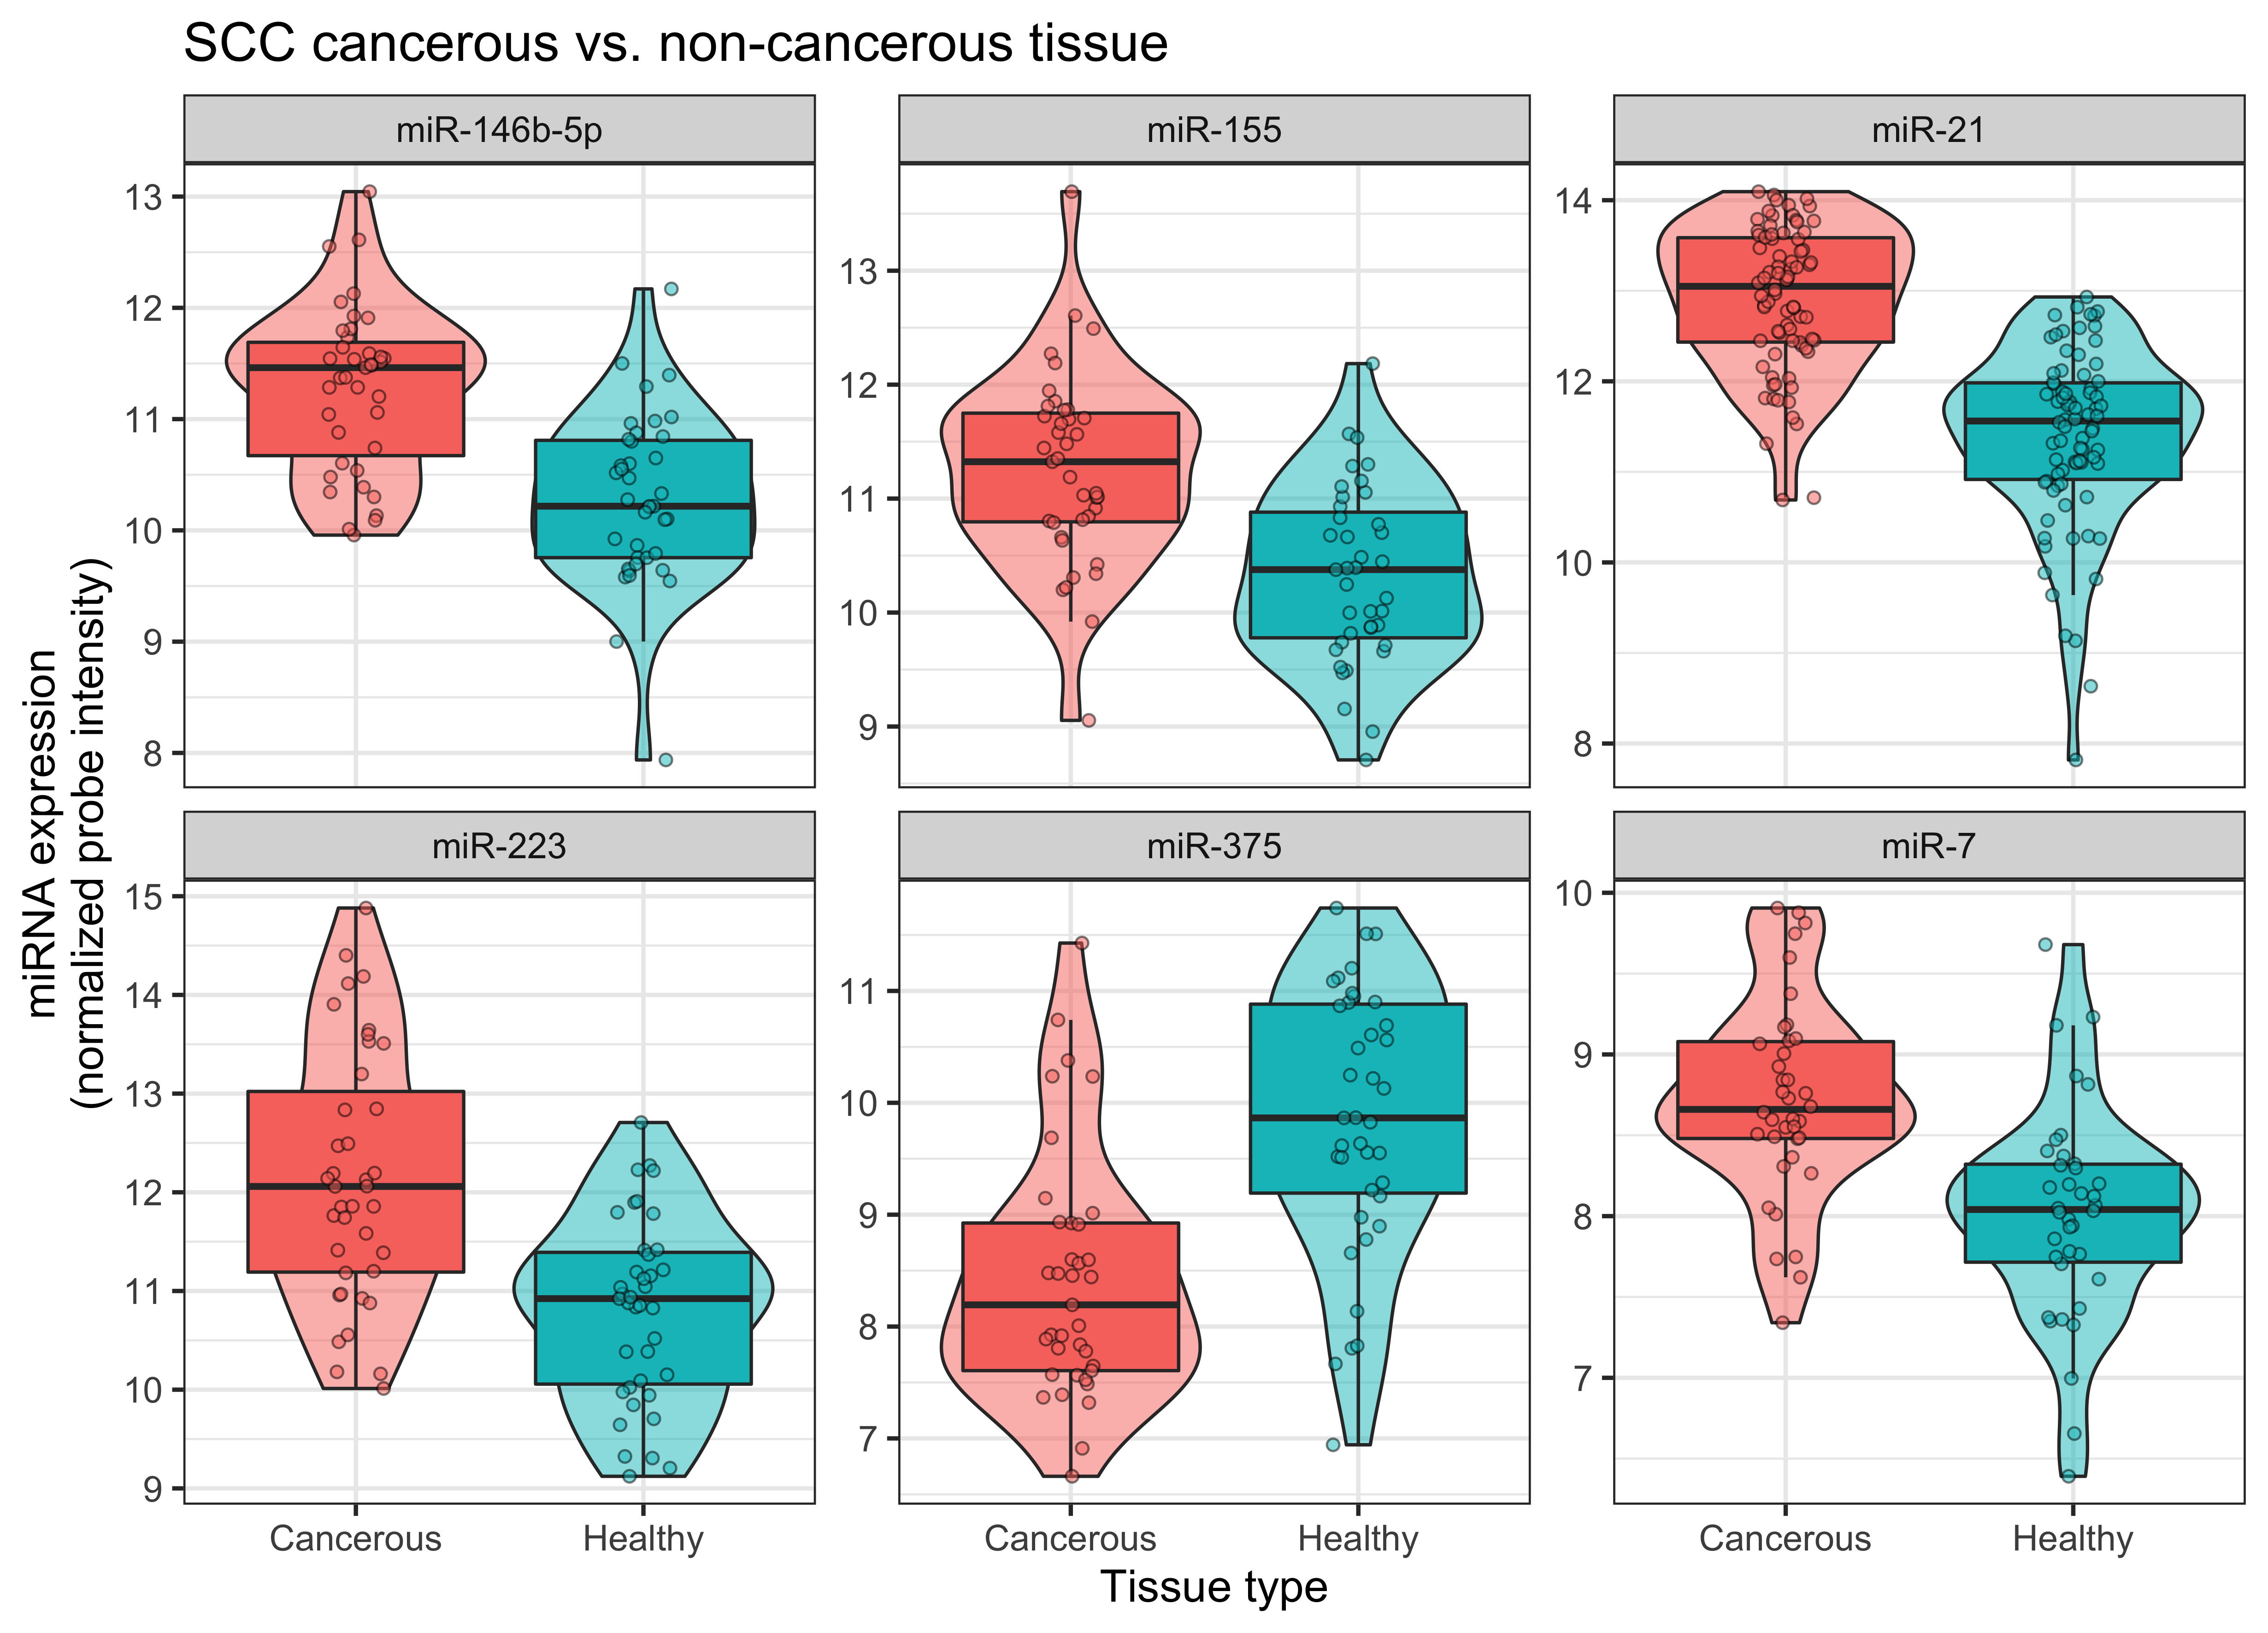 SCC cancerous vs. non-cancerous tissue
miR-146b-5p
miR-155
miR-21
13
12
11
10
9
8
13
12
11
10
9
14
12
10
8
miRNA expression
(normalized probe intensity)
miR-223
miR-375
miR-7
15
14
13
12
11
10
9
11
10
9
8
7
10
9
8
7
Cancerous Healthy
Cancerous Healthy
Cancerous Healthy
Tissue type